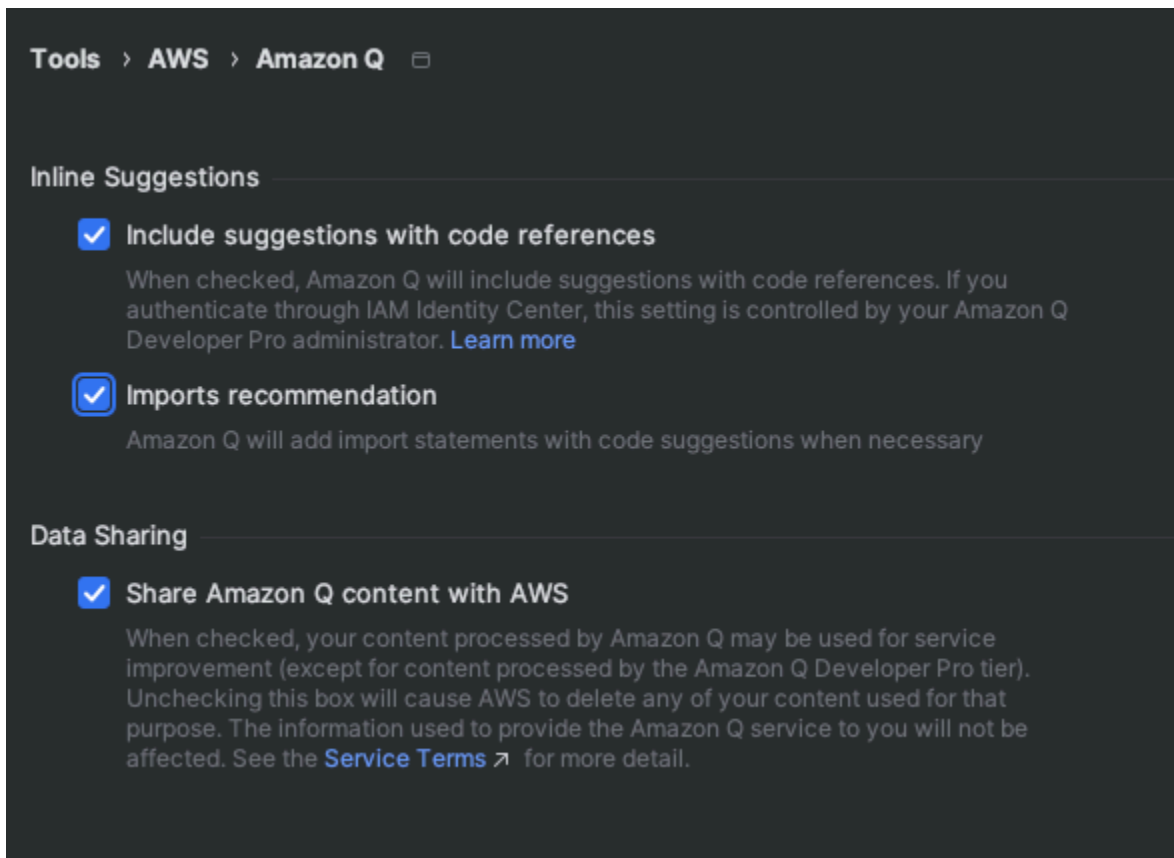 Tools › AWS › Amazon Q
Inline Suggestions
Include suggestions with code references
When checked, Amazon Q will include suggestions with code references. If you
authenticate through IAM Identity Center, this setting is controlled by your Amazon Q
Developer Pro administrator. Learn more
Imports recommendation
Amazon Q will add import statements with code suggestions when necessary
Data Sharing
Share Amazon Q content with AWS
When checked, your content processed by Amazon Q may be used for service
improvement (except for content processed by the Amazon Q Developer Pro tier).
Unchecking this box will cause AWS to delete any of your content used for that
purpose. The information used to provide the Amazon Q service to you will not be
affected. See the Service Terms ↗ for more detail.